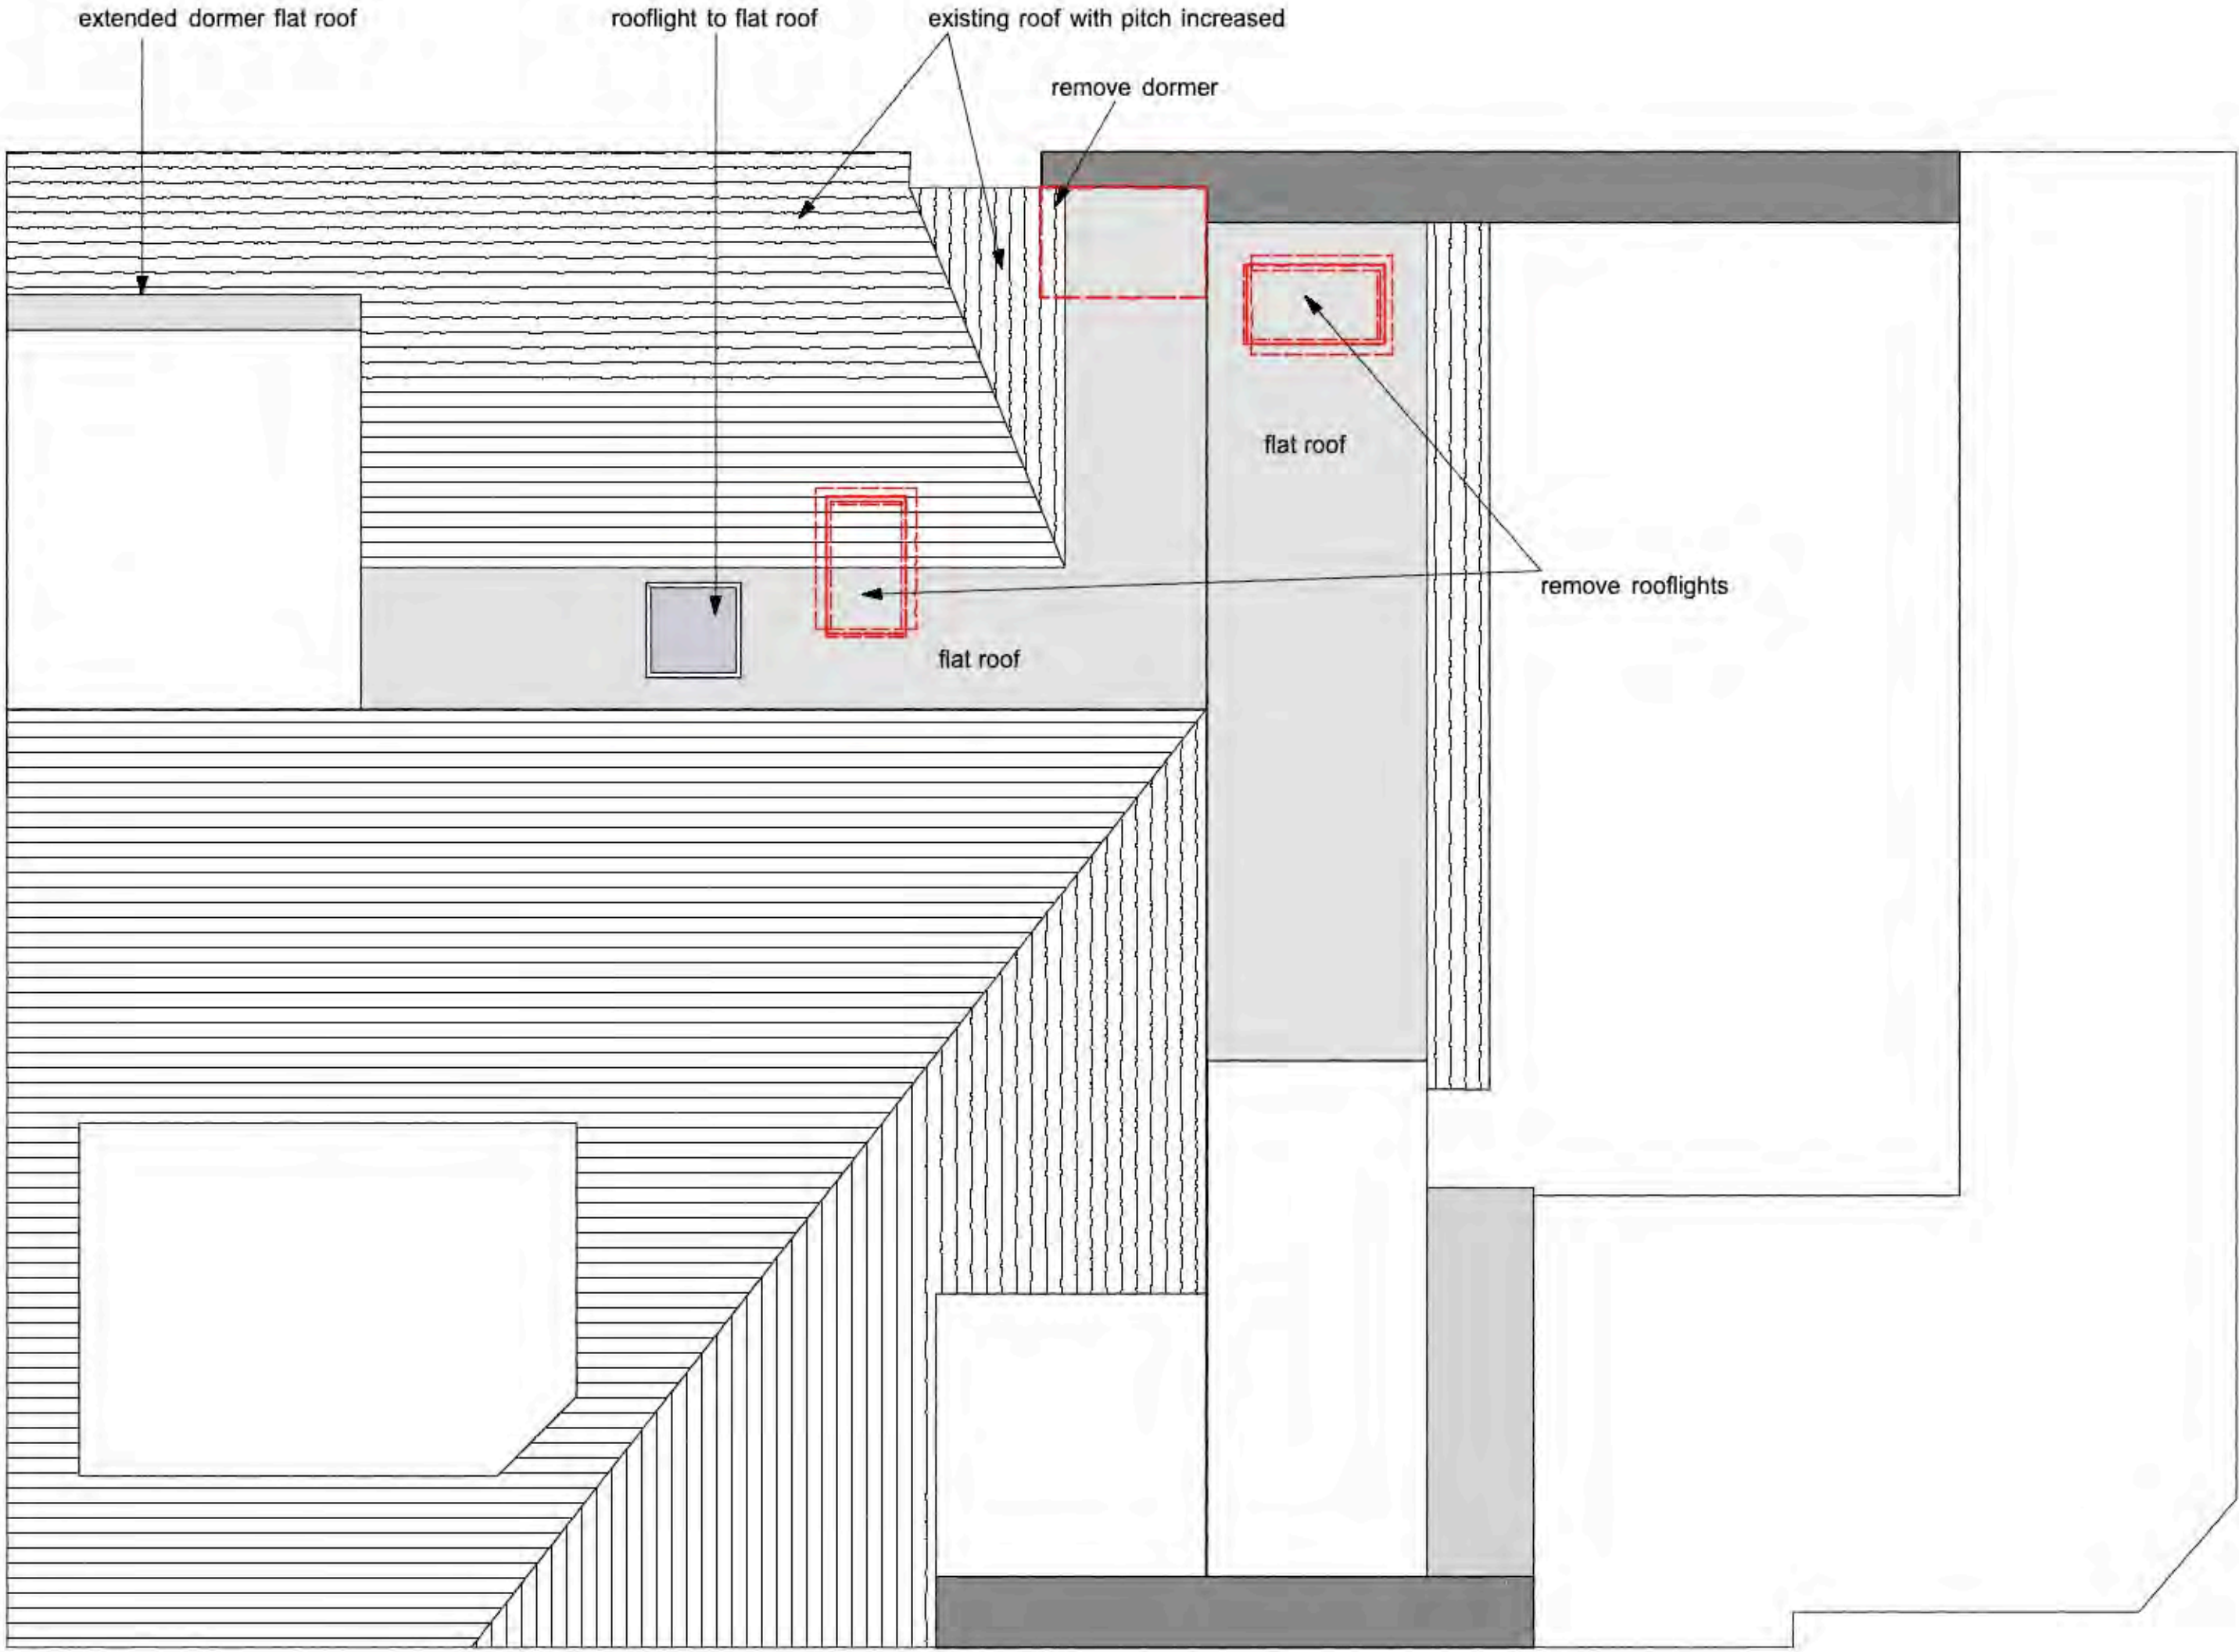 extended dormer flat roof
rooflight to flat roof
existing roof with pitch increased
remove dormer
flat roof
remove rooflights
flat roof